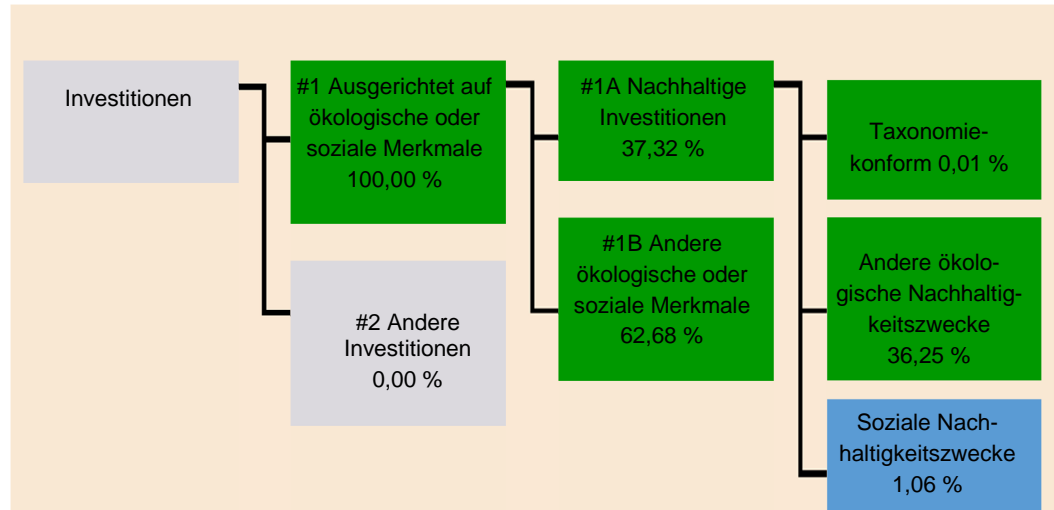 Investitionen
#1 Ausgerichtet auf
ökologische oder
soziale Merkmale
100,00 %
#2 Andere
Investitionen
0,00 %
#1A Nachhaltige
Investitionen
37,32 %
#1B Andere
ökologische oder
soziale Merkmale
62,68 %
Taxonomie-
konform 0,01 %
Andere ökolo-
gische Nachhaltig-
keitszwecke
36,25 %
Soziale Nach-
haltigkeitszwecke
1,06 %